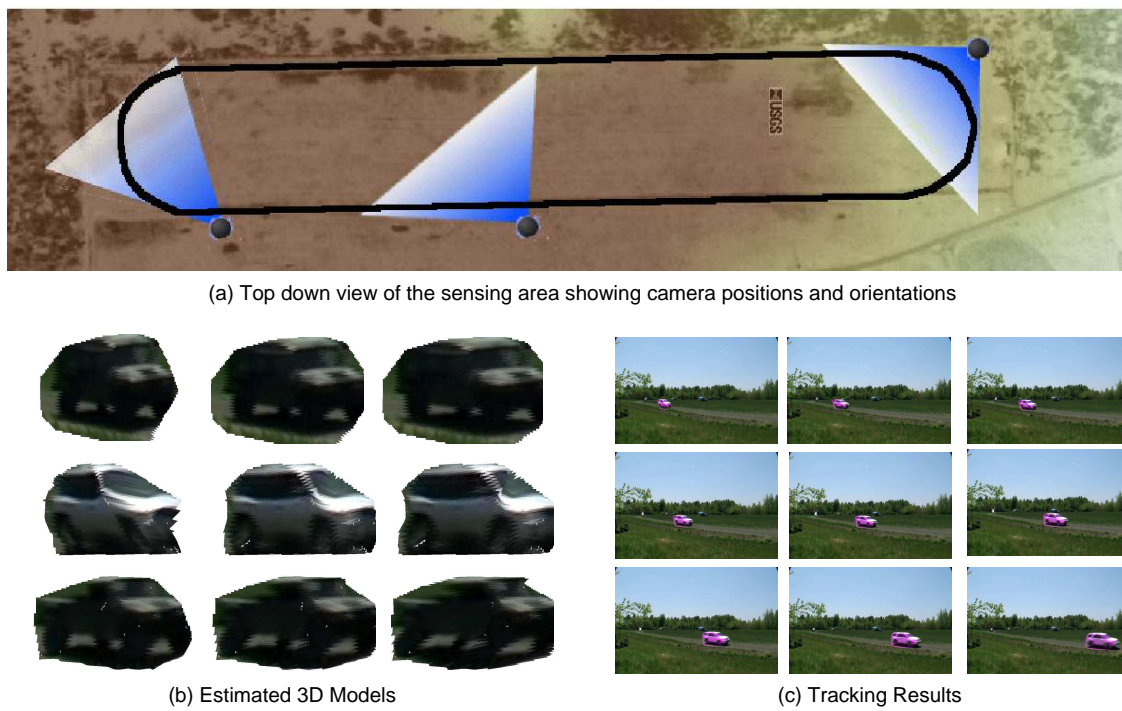 USGS
(a) Top down view of the sensing area showing camera positions and orientations
(b) Estimated 3D Models
(c) Tracking Results